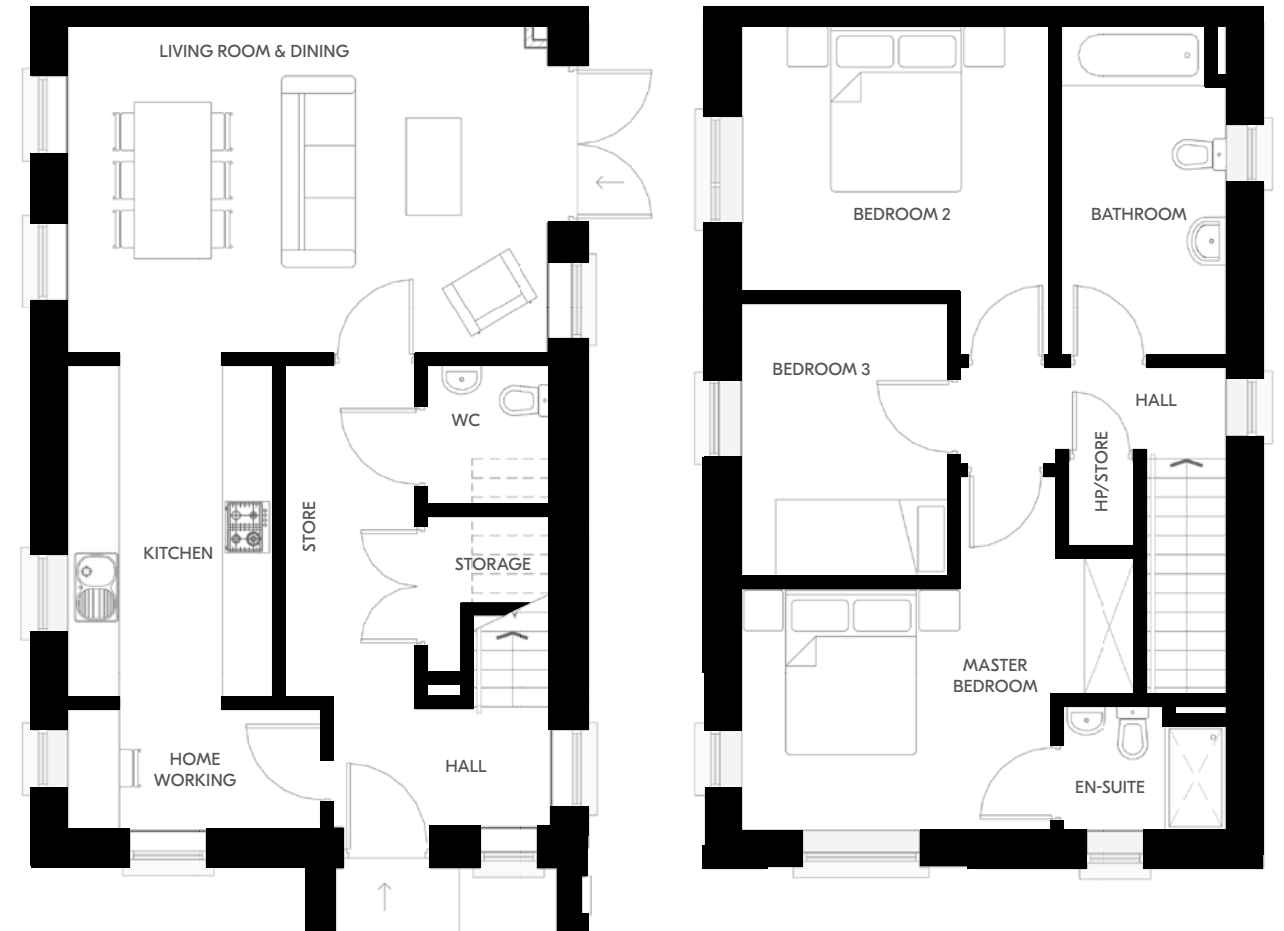 LIVING ROOM & DINING
WC
STORE
KITCHEN
STORAGE
HOME
WORKING
HALL
BEDROOM 2
BATHROOM
BEDROOM 3
HALL
HP/STORE
MASTER
BEDROOM
EN-SUITE